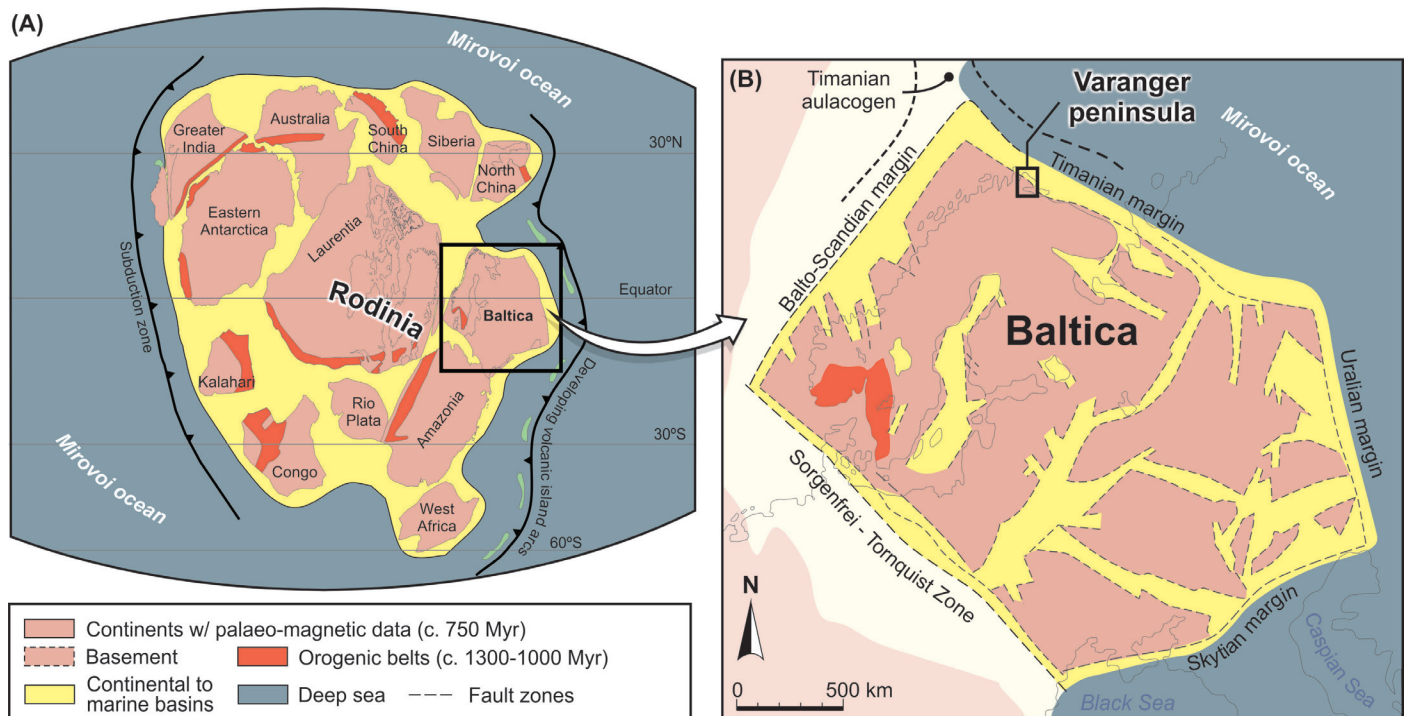 (A)
Mirovoi ocean
Greater
India
Australia
South
China
Siberia
North
China
30ºN
Eastern
Antarctica
Laurentia
Rodinia
Baltica
Equator
Subduction zone
Kalahari
Congo
Rio
Plata
Amazonia
West
Africa
30ºS
60ºS
Developing volcanic island arcs
Mirovoi ocean
Continents w/ palaeo-magnetic data (c. 750 Myr)
Basement
Orogenic belts (c. 1300-1000 Myr)
Continental to
marine basins
Deep sea
Fault zones
(B)
Timanian
aulacogen
Varanger
peninsula
Mirovoi ocean
Timanian margin
Balto-Scandian margin
Baltica
Uralian margin
Sorgenfrei - Tornquist Zone
Skytian margin
Caspian Sea
Black Sea
N
0
500 km